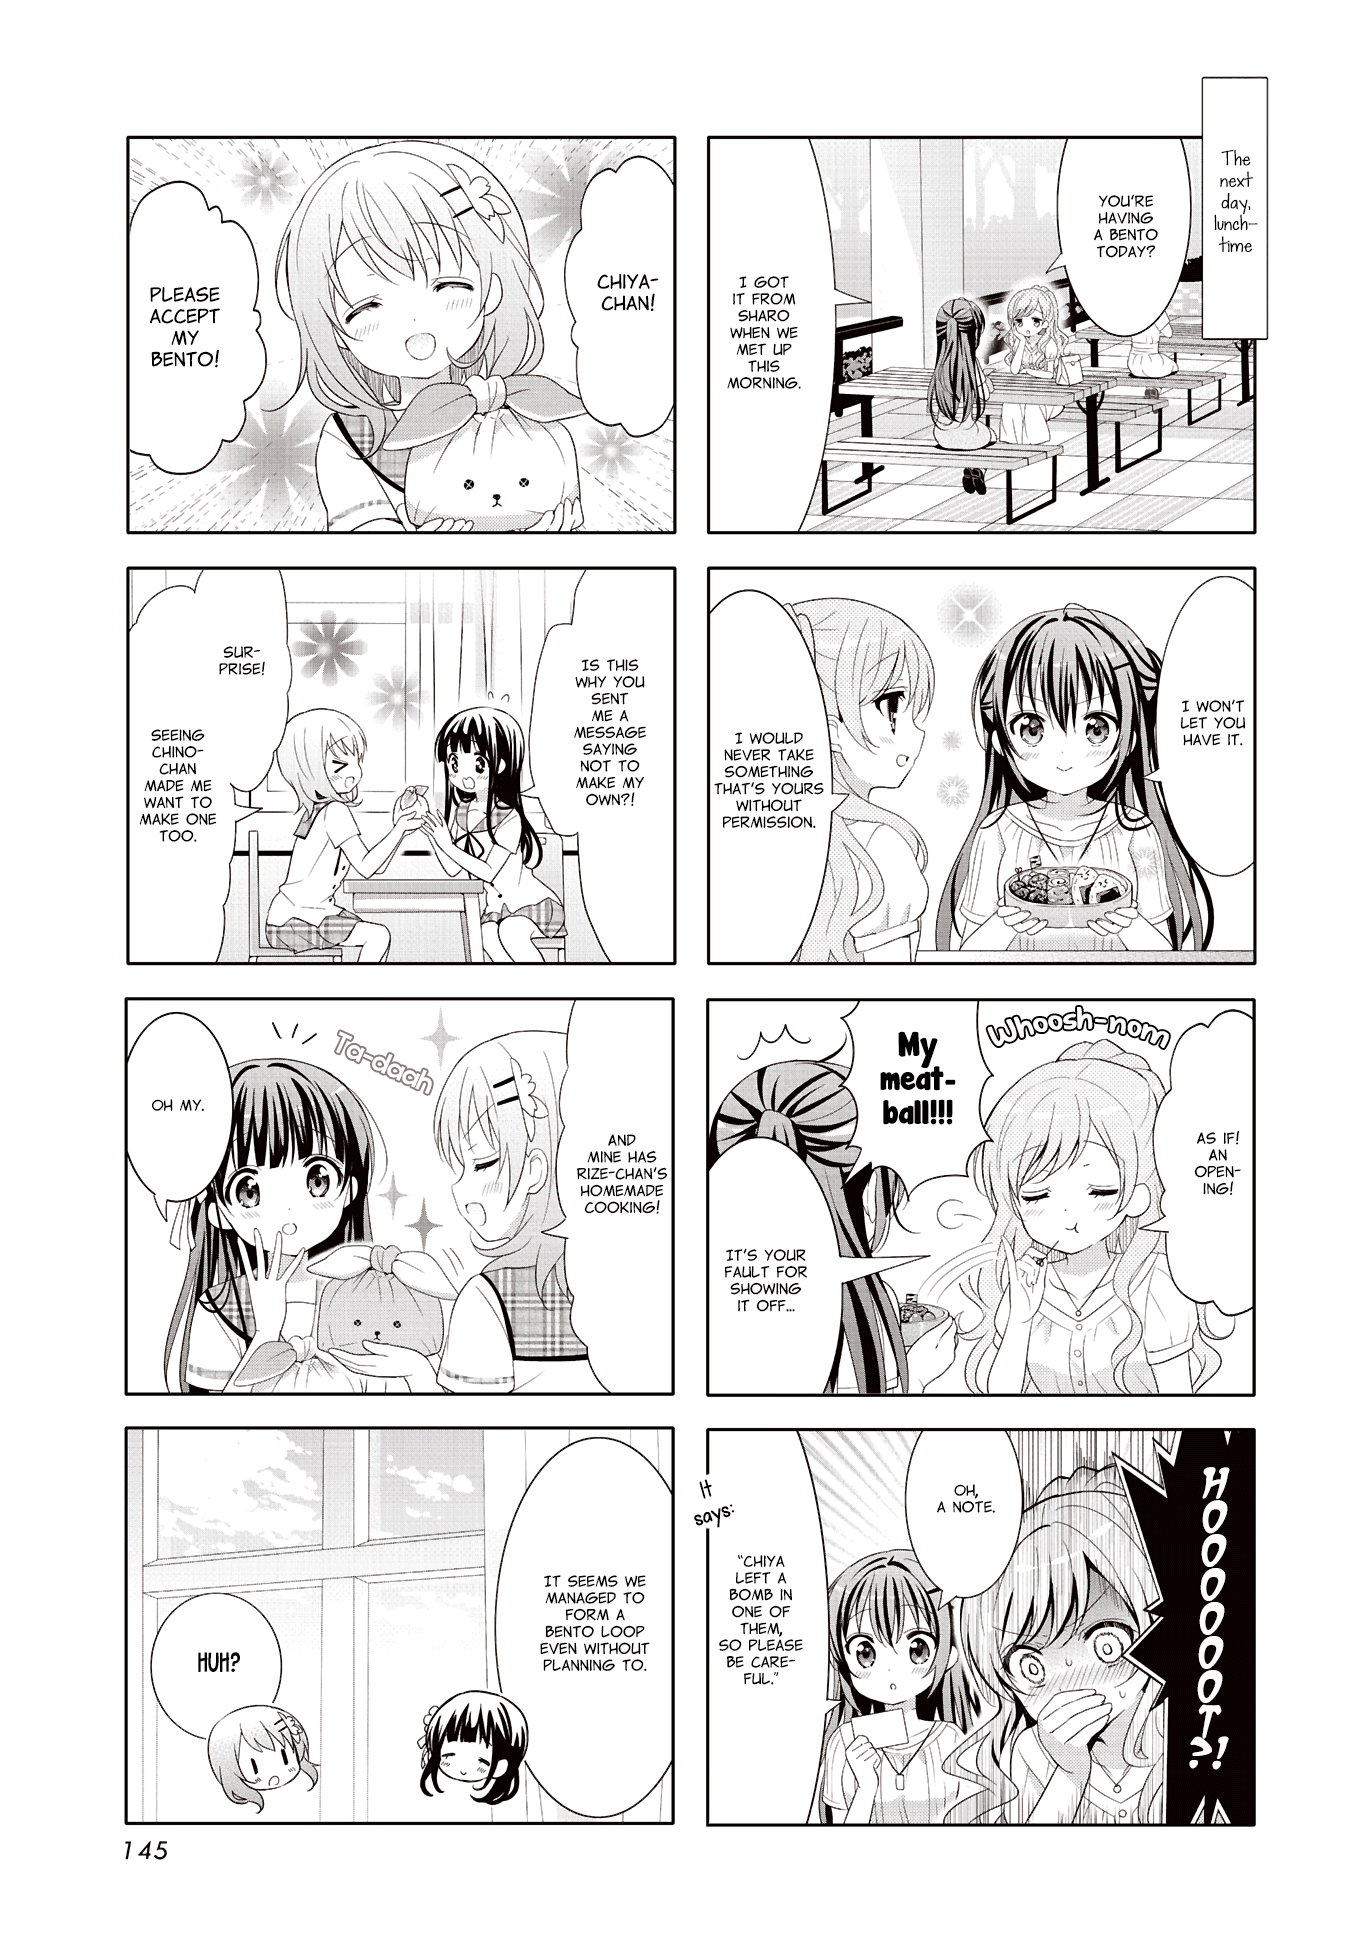 The
next
day,
lunch-
time
YOU'RE
HAVING
A BENTO
TODAY?
I GOT
IT FROM
SHARO
WHEN WE
MET UP
THIS
MORNING.
I WON'T
LET YOU
HAVE IT.
I WOULD
NEVER TAKE
SOMETHING
THAT'S YOURS
WITHOUT
PERMISSION.
AS IF!
AN
OPEN-
ING!
Whoosh-nom
My
meat-
ball!!!
IT'S YOUR
FAULT FOR
SHOWING
IT OFF...
HOOOOOOT?!
OH,
A NOTE.
It
says:
"CHIYA
LEFT A
BOMB IN
ONE OF
THEM,
SO PLEASE
BE CARE-
FUL."
CHIYA-
CHAN!
PLEASE
ACCEPT
MY
BENTO!
IS THIS
WHY YOU
SENT
ME A
MESSAGE
SAYING
NOT TO
MAKE MY
OWN?!
SUR-
PRISE!
SEEING
CHINO-
CHAN
MADE ME
WANT TO
MAKE ONE
TOO.
AND
MINE HAS
RIZE-CHAN'S
HOMEMADE
COOKING!
Ta-daah
OH MY.
IT SEEMS WE
MANAGED TO
FORM A
BENTO LOOP
EVEN WITHOUT
PLANNING TO.
HUH?
145